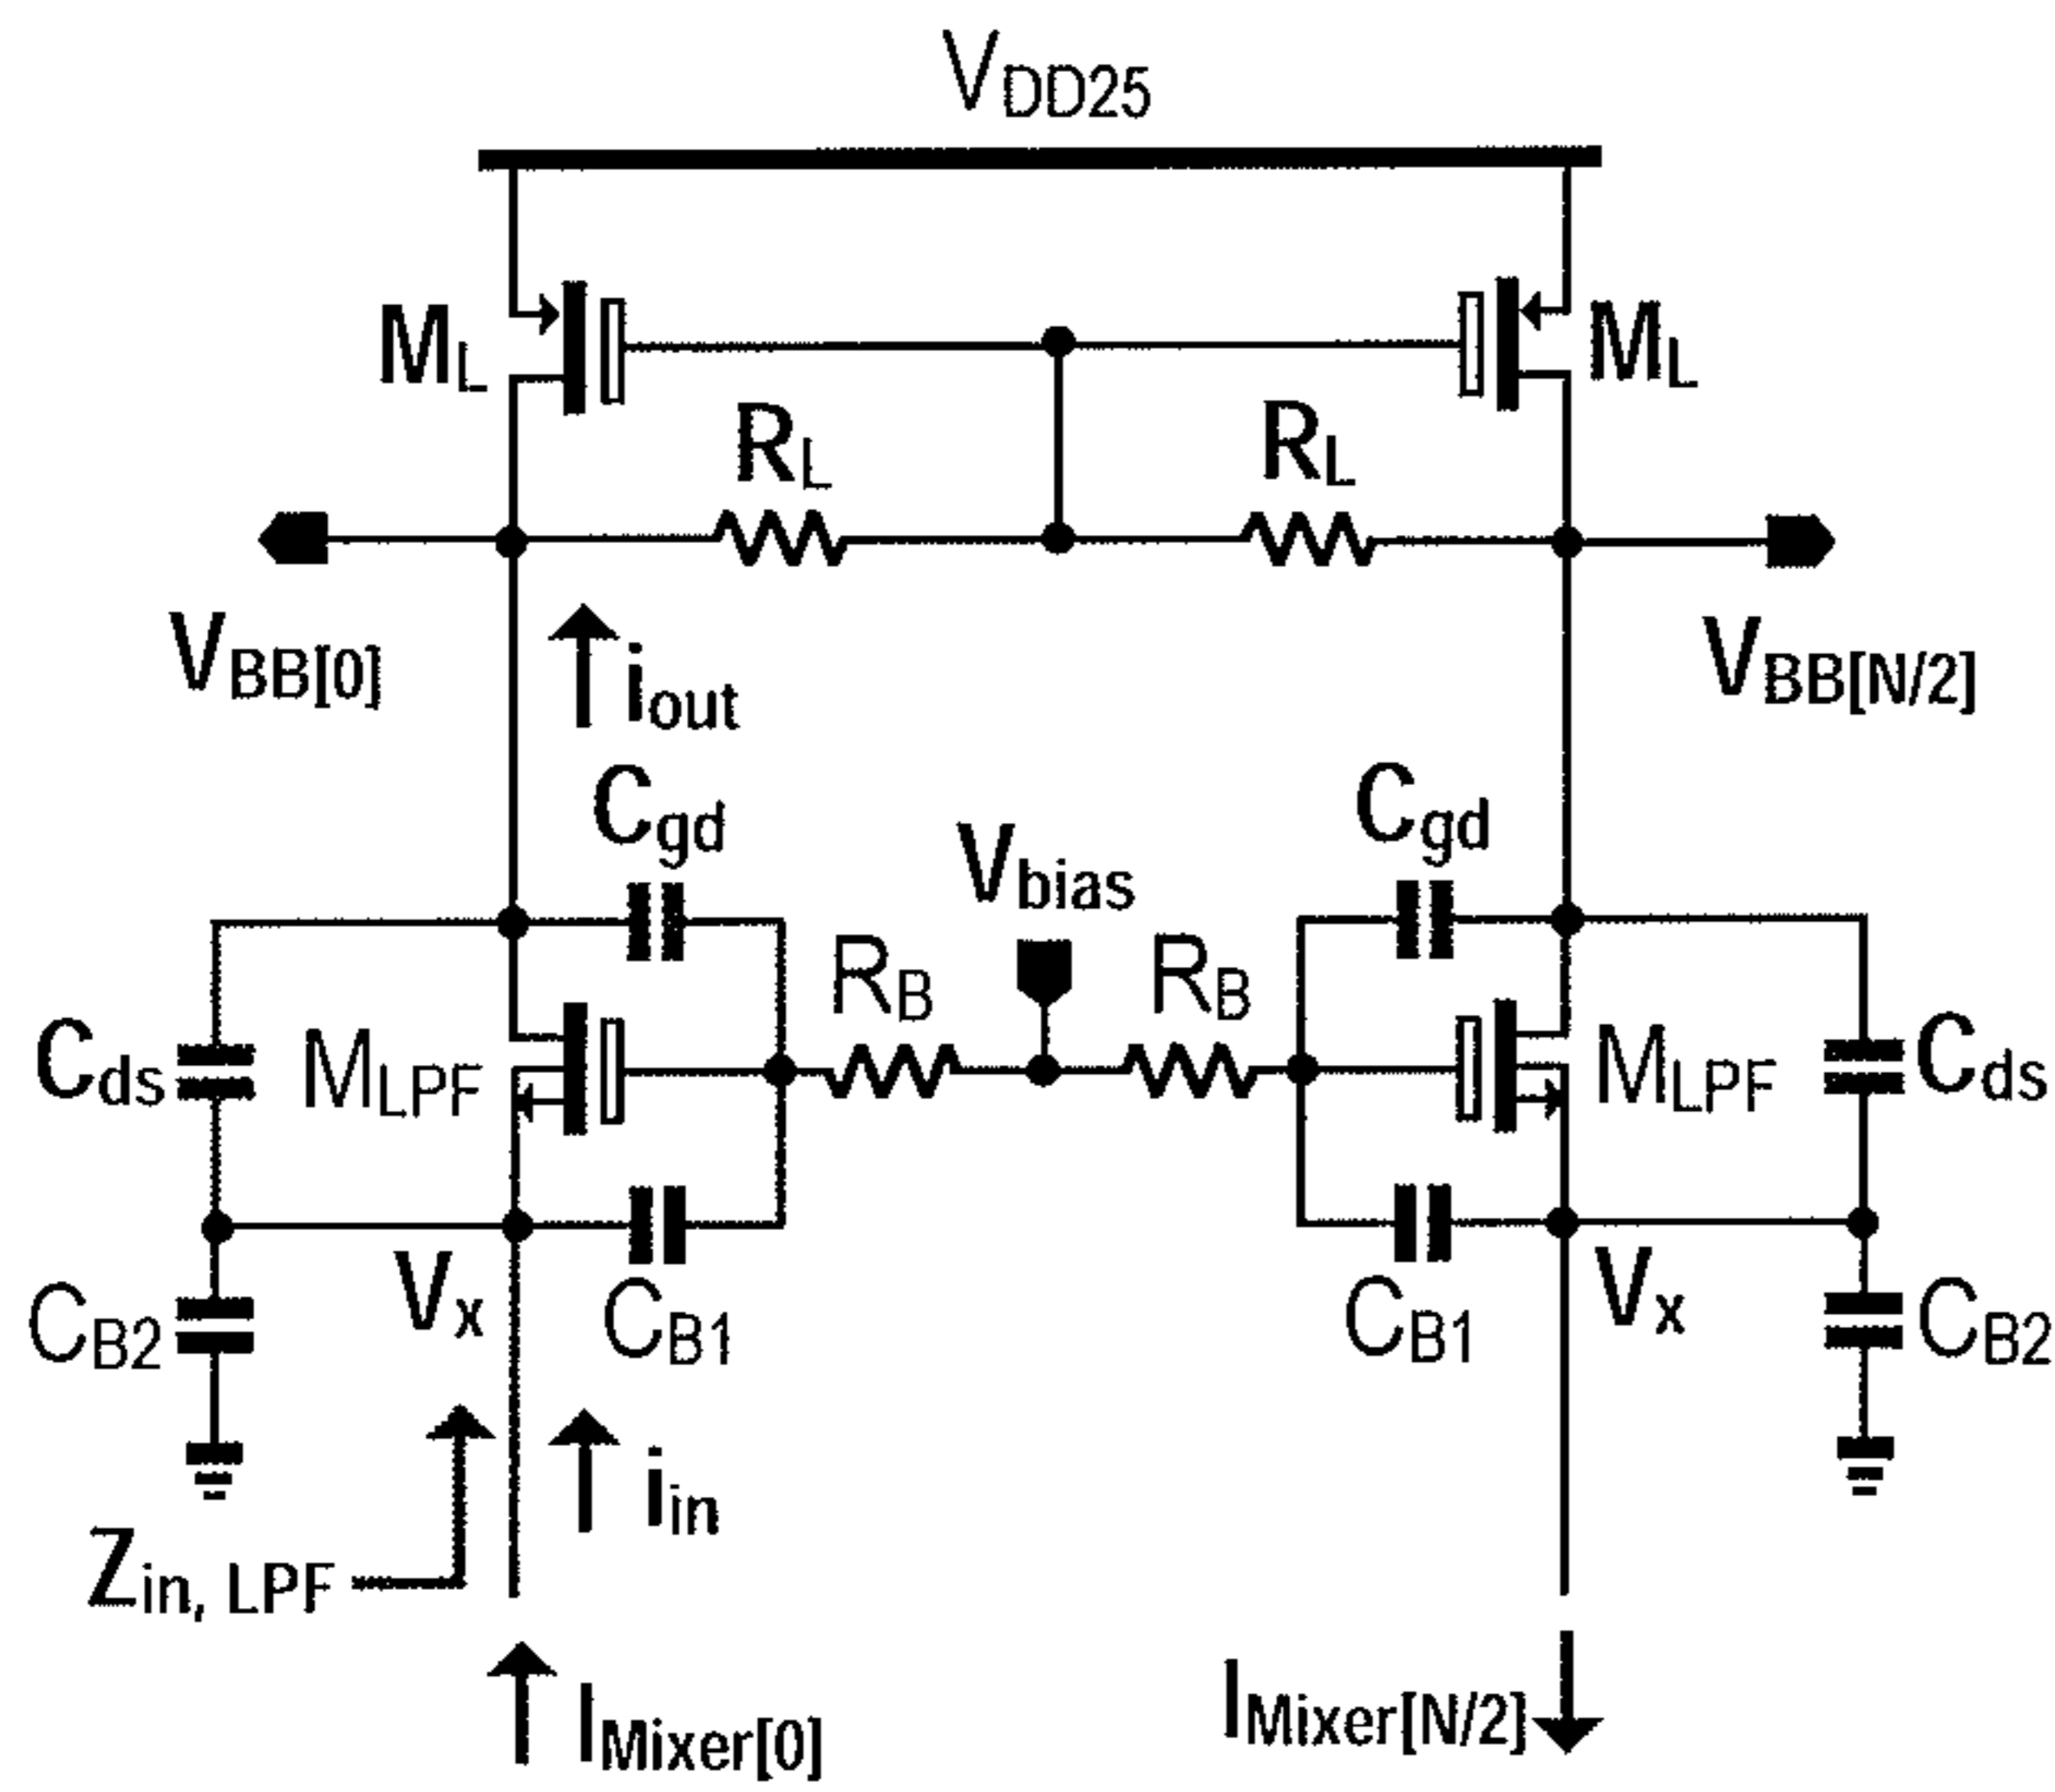 VDD25
ML
ML
RL
RL
VBB[0]
VBB[N/2]
iout
Cgd
Cgd
Vbias
RB
RB
Cds
MLPF
MLPF
Cds
CB2
Vx
CB1
CB1
Vx
CB2
iin
Zin, LPF
IMixer[0]
IMixer[N/2]